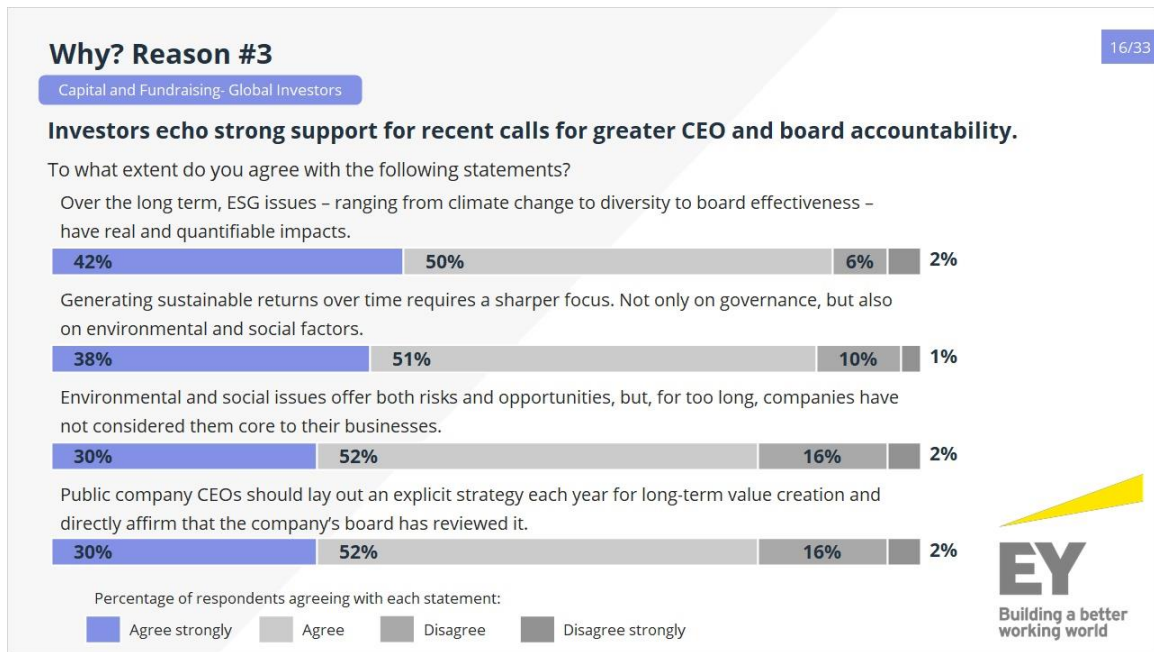 Why? Reason #3
16/33
Capital and Fundraising- Global Investors
Investors echo strong support for recent calls for greater CEO and board accountability.
To what extent do you agree with the following statements?
Over the long term, ESG issues – ranging from climate change to diversity to board effectiveness –
have real and quantifiable impacts.
42% 50% 6% 2%
Generating sustainable returns over time requires a sharper focus. Not only on governance, but also
on environmental and social factors.
38% 51% 10% 1%
Environmental and social issues offer both risks and opportunities, but, for too long, companies have
not considered them core to their businesses.
30% 52% 16% 2%
Public company CEOs should lay out an explicit strategy each year for long-term value creation and
directly affirm that the company’s board has reviewed it.
30% 52% 16% 2%
Percentage of respondents agreeing with each statement:
Agree strongly Agree Disagree Disagree strongly
EY
Building a better
working world